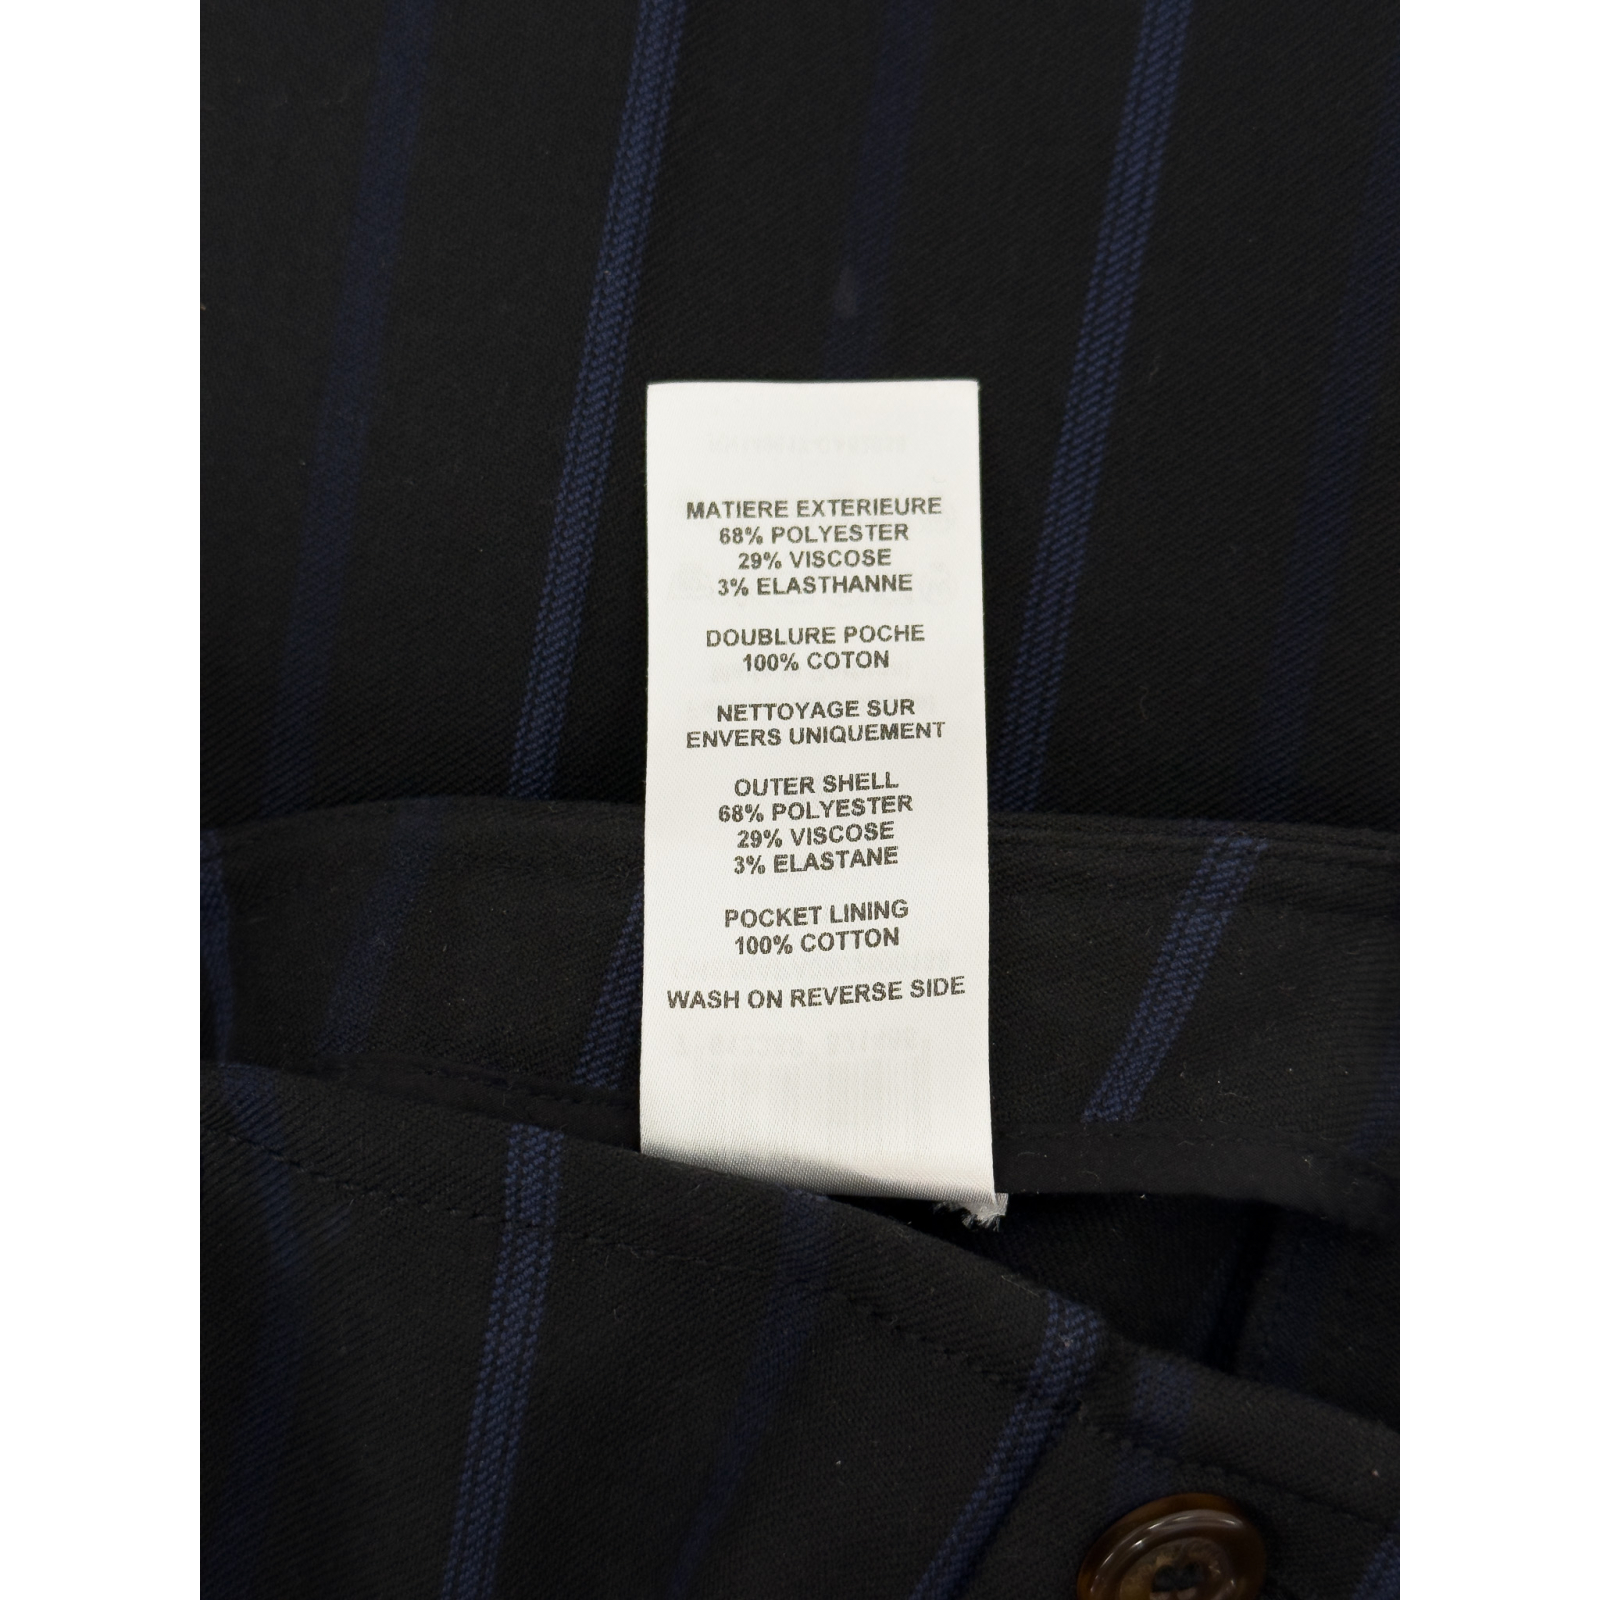 MATIERE EXTERIEURE
68% POLYESTER
29% VISCOSE
3% ELASTHANNE
DOUBLURE POCHE
100% COTON
NETTOYAGE SUR
ENVERS UNIQUEMENT
OUTER SHELL
68% POLYESTER
29% VISCOSE
3% ELASTANE
POCKET LINING
100% COTTON
WASH ON REVERSE SIDE